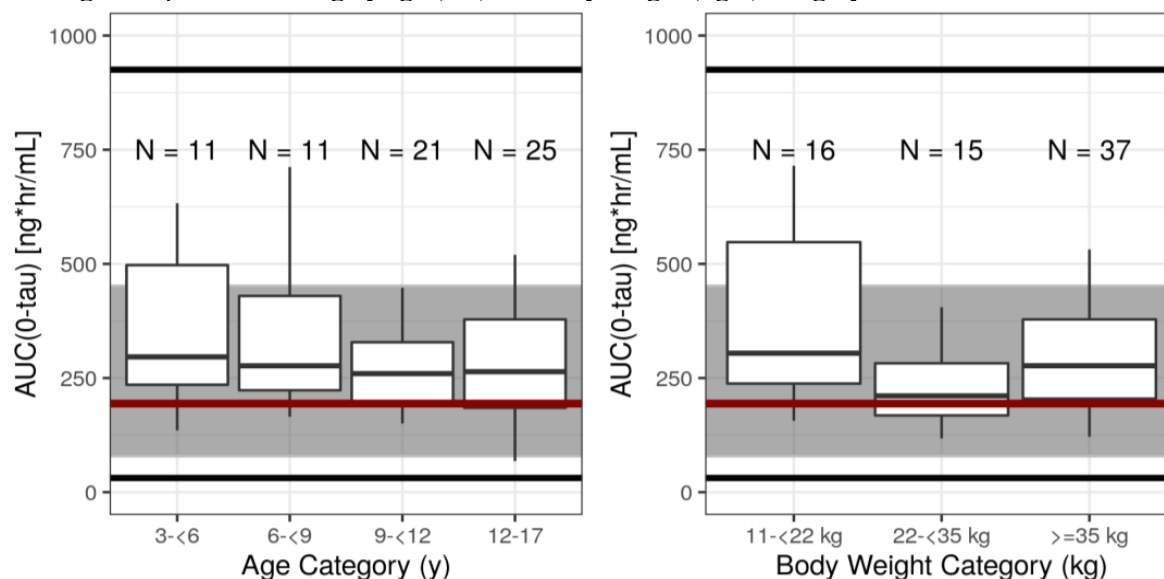 1000
750
500
250
0
AUC(0-tau) [ng*hr/mL]
N = 11 N = 11 N = 21 N = 25
3-<6 6-<9 9-<12 12-17
Age Category (y)
1000
750
500
250
0
AUC(0-tau) [ng*hr/mL]
N = 16 N = 15 N = 37
11-<22 kg 22-<35 kg >=35 kg
Body Weight Category (kg)